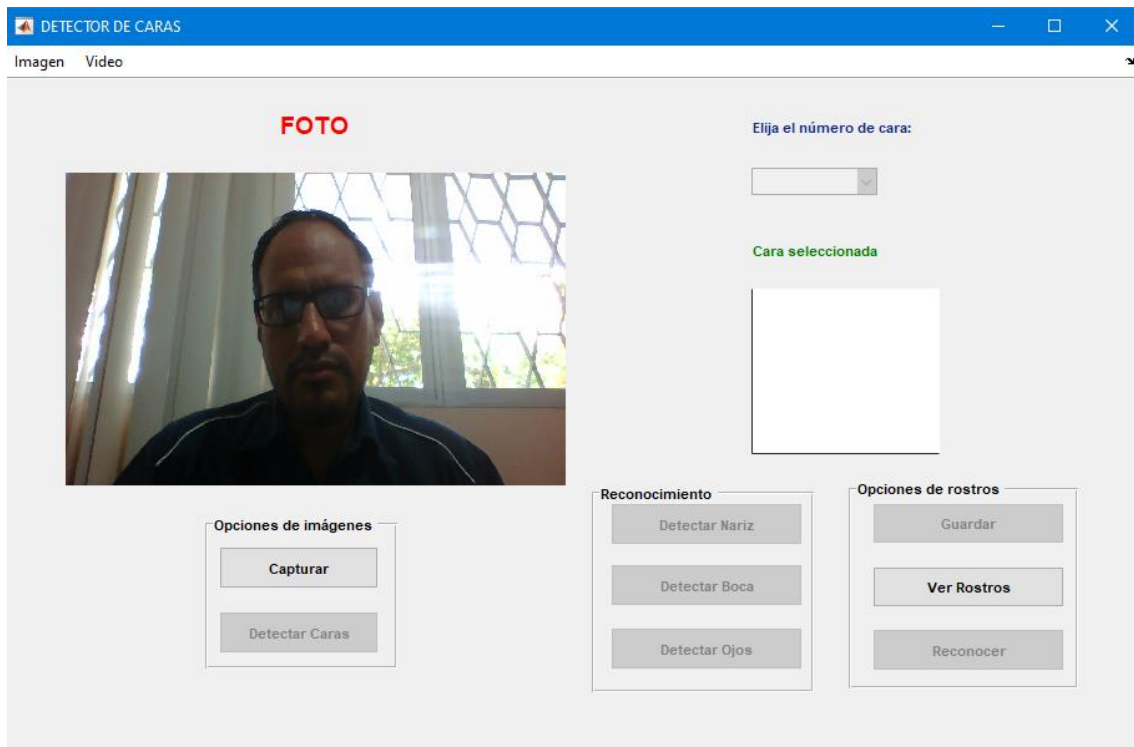 DETECTOR DE CARAS
Imagen Video
FOTO
Elija el número de cara:
Cara seleccionada
Opciones de imágenes
Capturar
Detectar Caras
Reconocimiento
Detectar Nariz
Detectar Boca
Detectar Ojos
Opciones de rostros
Guardar
Ver Rostros
Reconocer